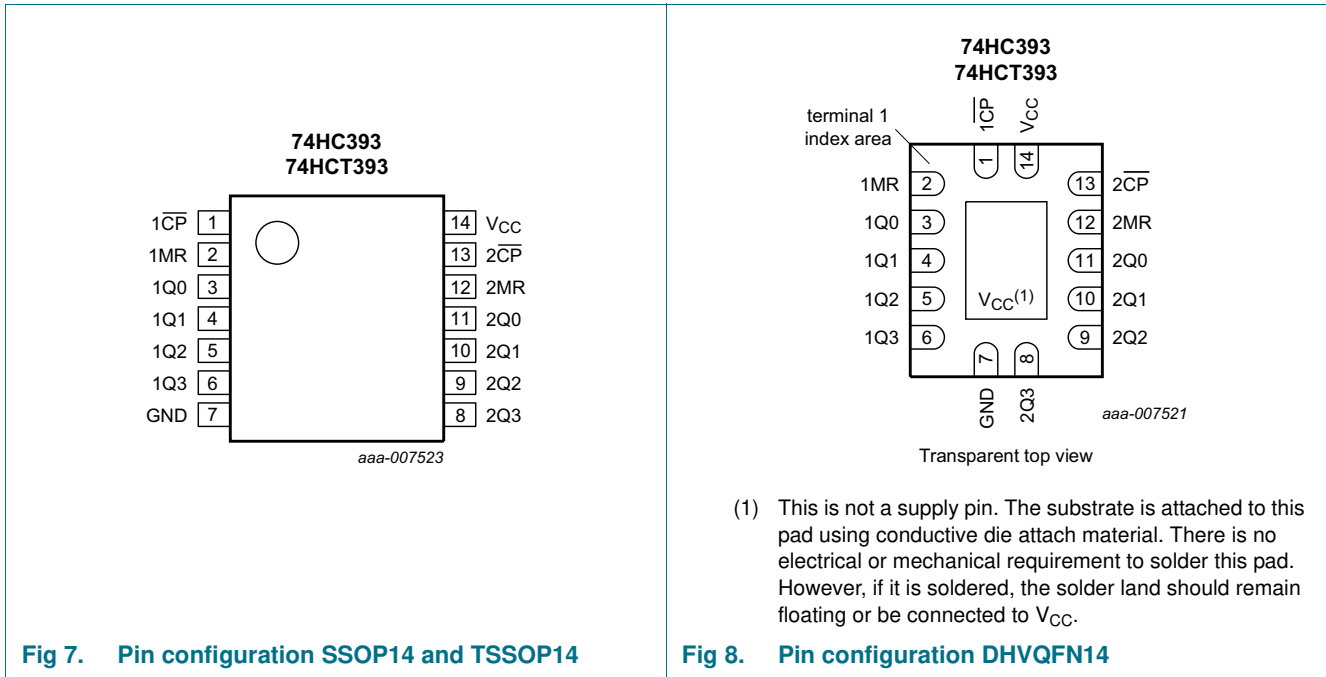 74HC393
74HCT393
1C̅P̅ 1
1MR 2
1Q0 3
1Q1 4
1Q2 5
1Q3 6
GND 7
14 VCC
13 2C̅P̅
12 2MR
11 2Q0
10 2Q1
9 2Q2
8 2Q3
aaa-007523
Fig 7. Pin configuration SSOP14 and TSSOP14
74HC393
74HCT393
terminal 1
index area
1C̅P̅
VCC
1
14
1MR 2
1Q0 3
1Q1 4
1Q2 5
1Q3 6
13 2C̅P̅
12 2MR
11 2Q0
10 2Q1
9 2Q2
VCC(1)
7
8
GND
2Q3
aaa-007521
Transparent top view
(1) This is not a supply pin. The substrate is attached to this
pad using conductive die attach material. There is no
electrical or mechanical requirement to solder this pad.
However, if it is soldered, the solder land should remain
floating or be connected to VCC.
Fig 8. Pin configuration DHVQFN14